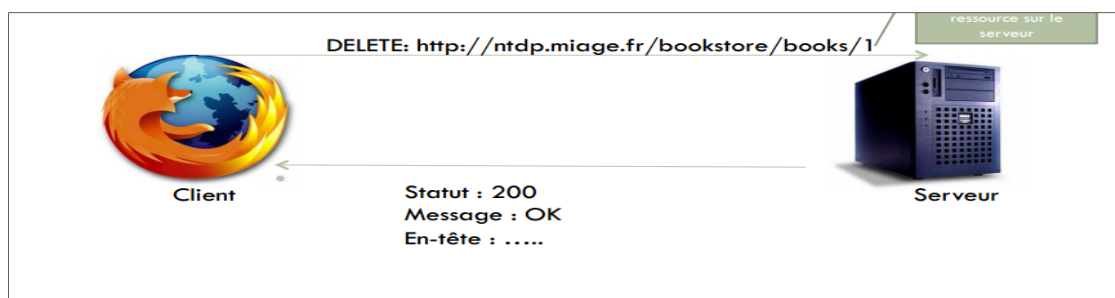 ressource sur le
serveur
DELETE: http://ntdp.miage.fr/bookstore/books/1
Client
Serveur
Statut : 200
Message : OK
En-tête : .....